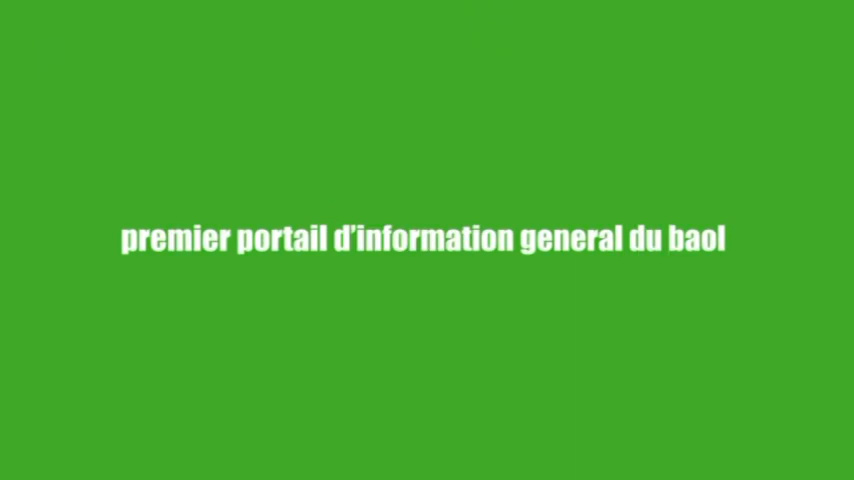 premier portail d’information general du baol